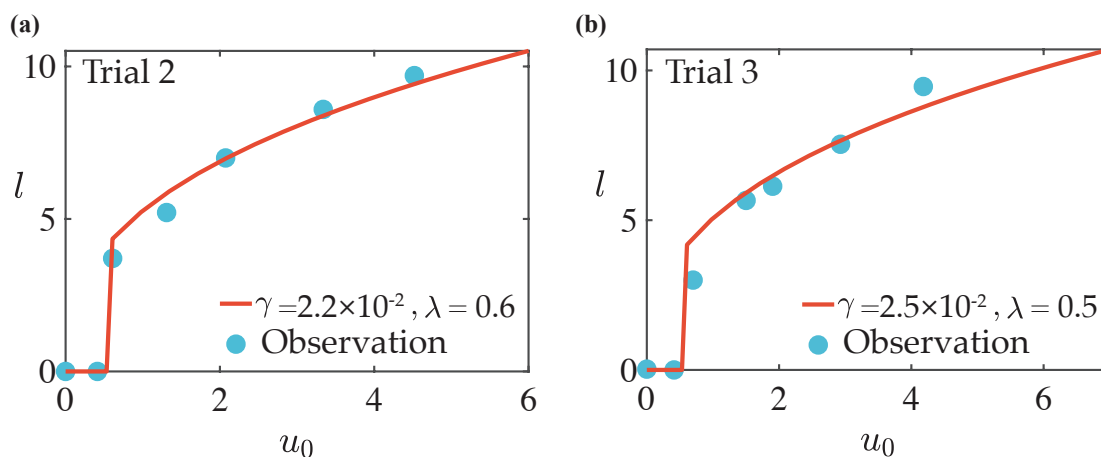 (a)
Trial 2
10
5
0
l
γ =2.2×10⁻² , λ = 0.6
Observation
0 2 4 6
u₀
(b)
Trial 3
10
5
0
l
γ =2.5×10⁻² , λ = 0.5
Observation
0 2 4 6
u₀